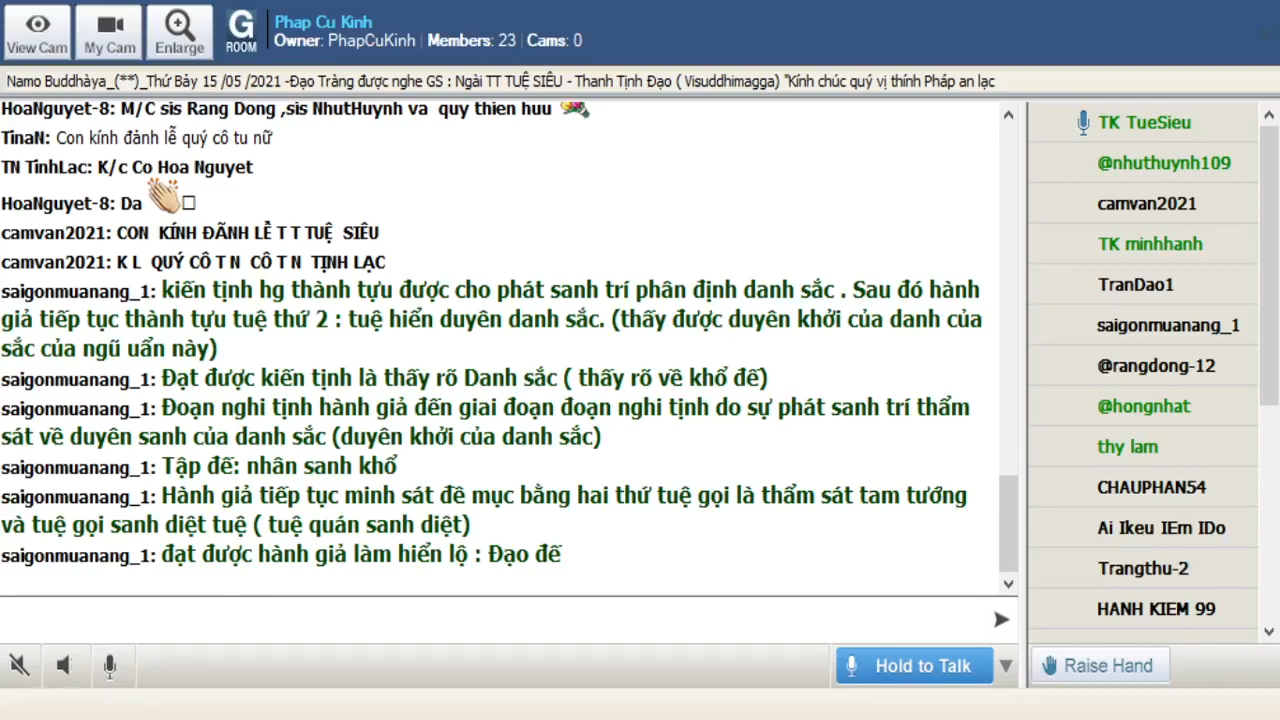 View Cam
My Cam
Enlarge
G
ROOM
Phap Cu Kinh
Owner: PhapCuKinh | Members: 23 | Cams: 0
Namo Buddhàya_(**)_Thứ Bảy 15 /05 /2021 -Đạo Tràng được nghe GS : Ngài TT TUỆ SIÊU - Thanh Tịnh Đạo ( Visuddhimagga) "Kính chúc quý vị thính Pháp an lạc
HoaNguyet-8: M/C sis Rang Dong ,sis NhutHuynh va quy thien huu
TinaN: Con kính đảnh lễ quý cô tu nữ
TN TinhLac: K/c Co Hoa Nguyet
HoaNguyet-8: Da
camvan2021: CON KÍNH ĐÃNH LỄ T T TUỆ SIÊU
camvan2021: K L QUÝ CÔ T N CÔ T N TỊNH LẠC
saigonmuanang_1: kiến tịnh hg thành tựu được cho phát sanh trí phân định danh sắc . Sau đó hành
giả tiếp tục thành tựu tuệ thứ 2 : tuệ hiển duyên danh sắc. (thấy được duyên khởi của danh của
sắc của ngũ uẩn này)
saigonmuanang_1: Đạt được kiến tịnh là thấy rõ Danh sắc ( thấy rõ về khổ đế)
saigonmuanang_1: Đoạn nghi tịnh hành giả đến giai đoạn đoạn nghi tịnh do sự phát sanh trí thẩm
sát về duyên sanh của danh sắc (duyên khởi của danh sắc)
saigonmuanang_1: Tập đế: nhân sanh khổ
saigonmuanang_1: Hành giả tiếp tục minh sát đề mục bằng hai thứ tuệ gọi là thẩm sát tam tướng
và tuệ gọi sanh diệt tuệ ( tuệ quán sanh diệt)
saigonmuanang_1: đạt được hành giả làm hiển lộ : Đạo đế
TK TueSieu
@nhuthuynh109
camvan2021
TK minhhanh
TranDao1
saigonmuanang_1
@rangdong-12
@hongnhat
thy lam
CHAUPHAN54
Ai Ikeu IEm IDo
Trangthu-2
HANH KIEM 99
Hold to Talk
Raise Hand